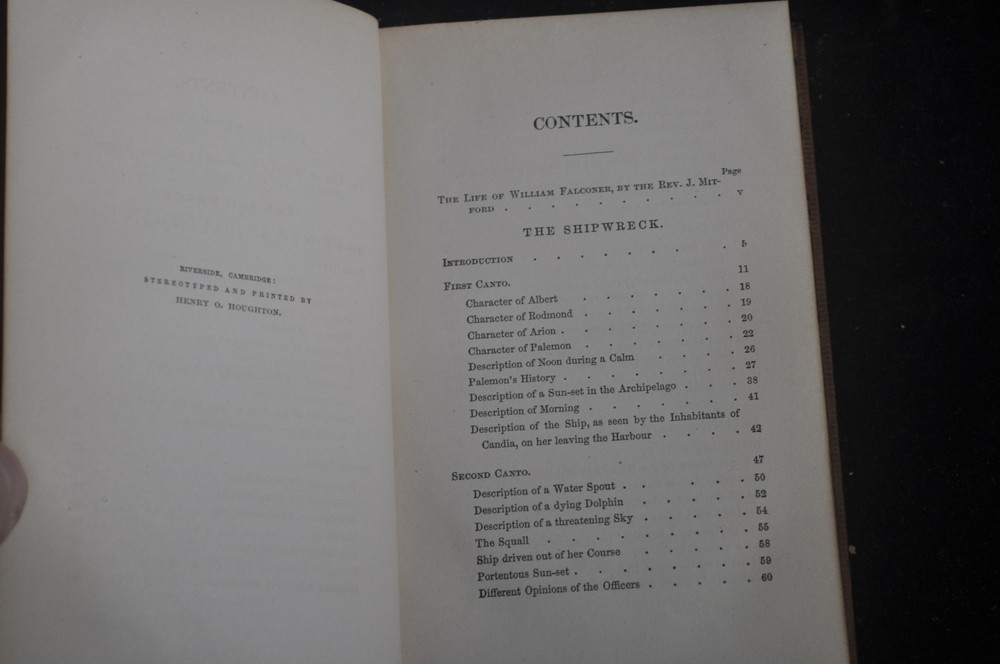 RIVERSIDE, CAMBRIDGE:
STEREOTYPED AND PRINTED BY
HENRY O. HOUGHTON.
CONTENTS.
Page
THE LIFE OF WILLIAM FALCONER, BY THE REV. J. MIT-
FORD . . . . . . . . . . v
THE SHIPWRECK.
INTRODUCTION . . . . . . . 5
FIRST CANTO. 11
Character of Albert . . . . . . . 18
Character of Rodmond . . . . . . 19
Character of Arion . . . . . . . 20
Character of Palemon . . . . . . 22
Description of Noon during a Calm . . . . 26
Palemon's History . . . . . . . 27
Description of a Sun-set in the Archipelago . . . 38
Description of Morning . . . . . . 41
Description of the Ship, as seen by the Inhabitants of
Candia, on her leaving the Harbour . . . . 42
SECOND CANTO. 47
Description of a Water Spout . . . . . 50
Description of a dying Dolphin . . . . . 52
Description of a threatening Sky . . . . . 54
The Squall . . . . . . . . 55
Ship driven out of her Course . . . . . 58
Portentous Sun-set . . . . . . . 59
Different Opinions of the Officers . . . . . 60